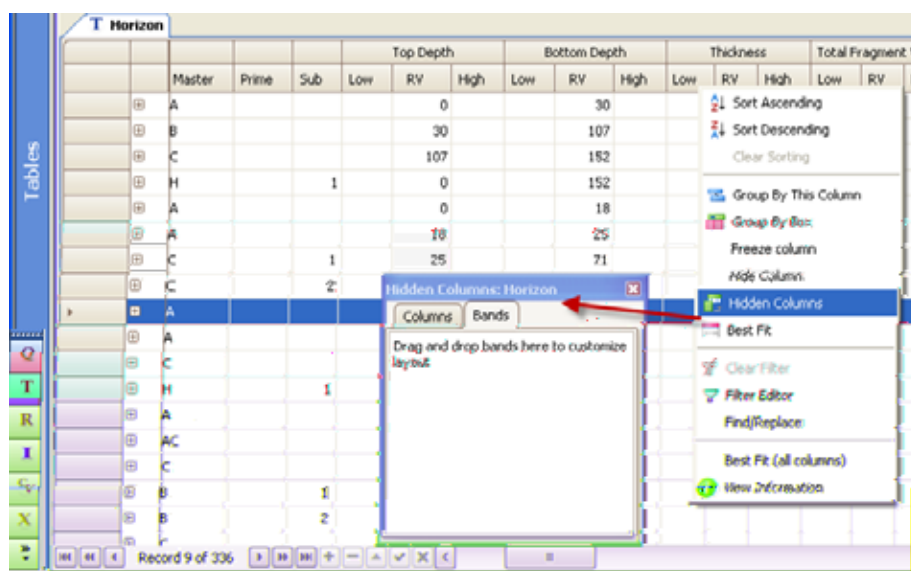 T Horizon
Top Depth Bottom Depth Thickness Total Fragment
Master Prime Sub Low RV High Low RV High Low RV High Low RV
A 0 30
B 30 107
C 107 152
H 1 0 152
A 0 18
A 18 25
C 1 25 71
C 2
A
A
C
H 1
A
AC
C
B 1
B 2
C
Record 9 of 336
Tables
Q
T
R
I
X
Hidden Columns: Horizon
Columns Bands
Drag and drop bands here to customize
layout
Sort Ascending
Sort Descending
Clear Sorting
Group By This Column
Group By Box
Freeze column
Hide Column
Hidden Columns
Best Fit
Clear Filter
Filter Editor
Find/Replace
Best Fit (all columns)
View Information